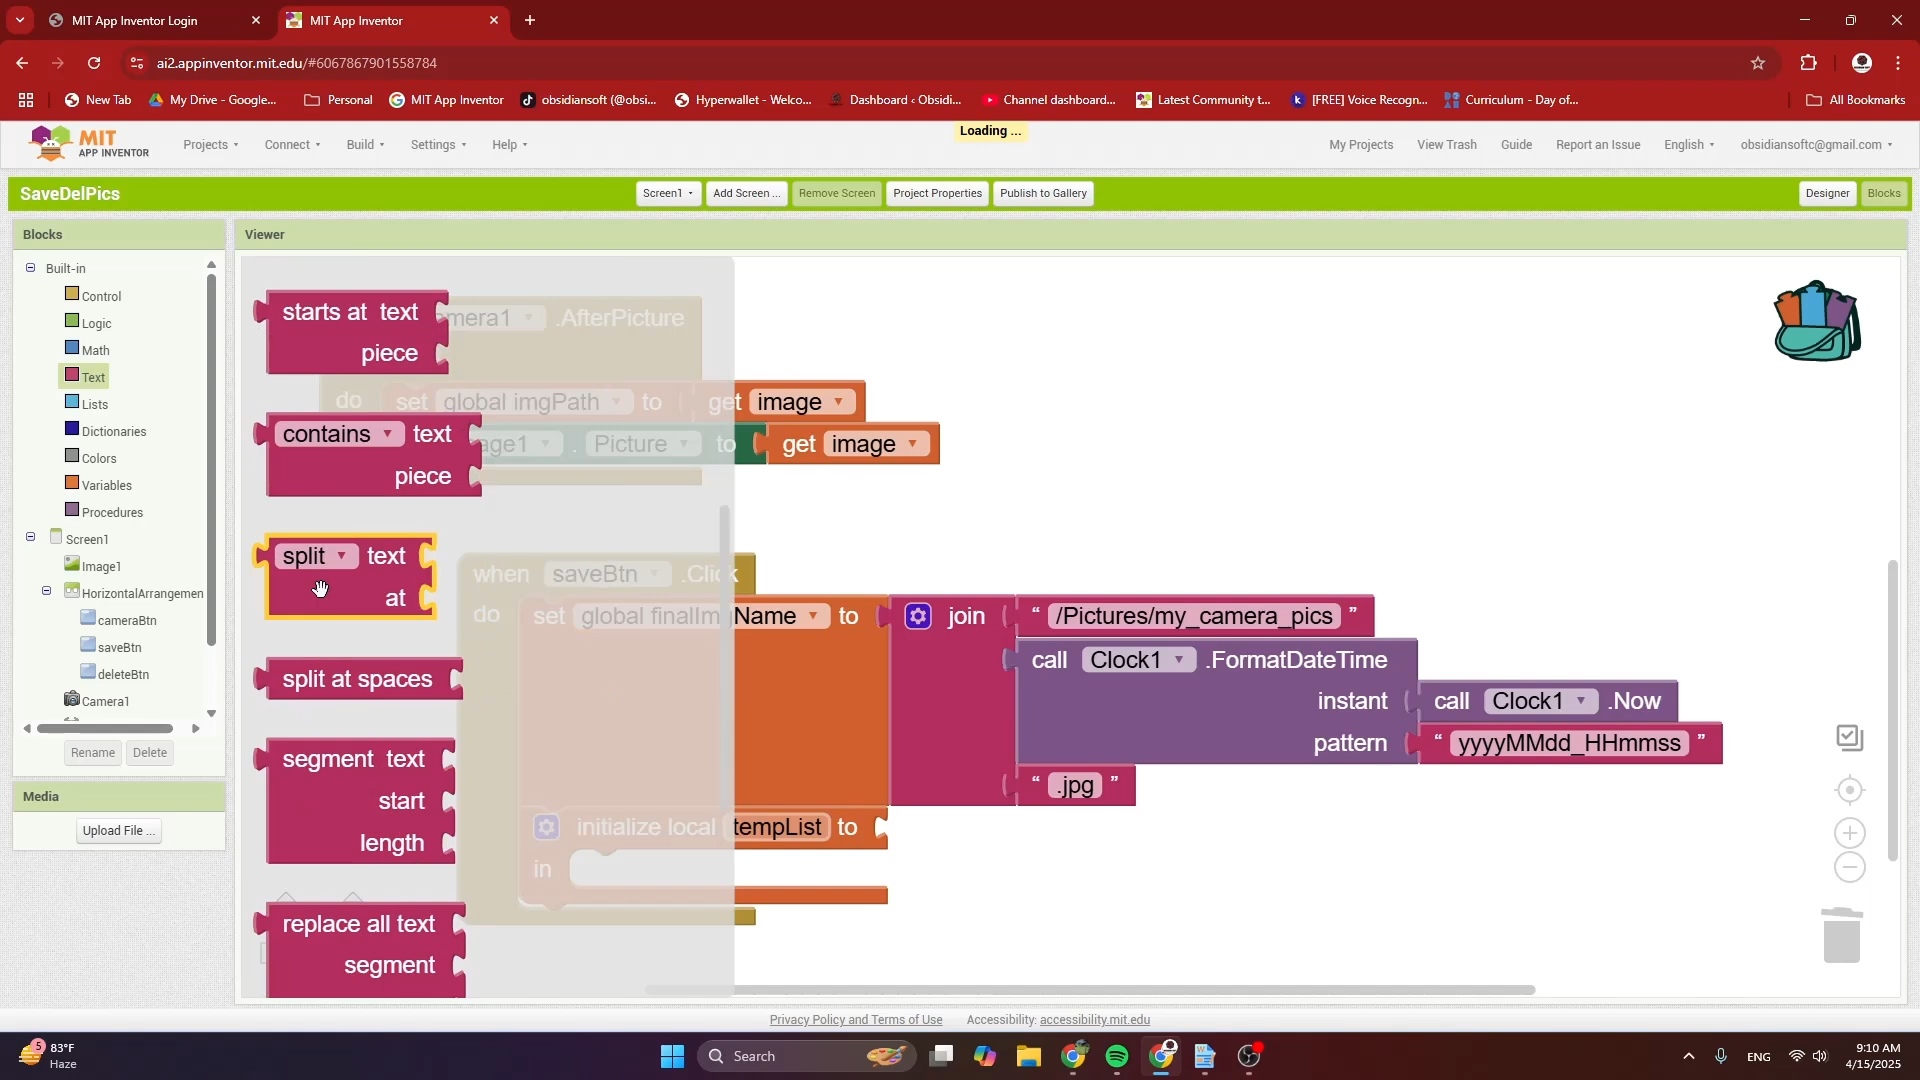 MIT App Inventor Login
MIT App Inventor
ai2.appinventor.mit.edu/#6067867901558784
New Tab
My Drive - Google...
Personal
MIT App Inventor
obsidiansoft (@obsi...
Hyperwallet - Welco...
Dashboard ‹ Obsidi...
Channel dashboard...
Latest Community t...
[FREE] Voice Recogn...
Curriculum - Day of...
All Bookmarks
MIT
APP INVENTOR
Projects
Connect
Build
Settings
Help
Loading ...
My Projects
View Trash
Guide
Report an Issue
English
obsidiansoftc@gmail.com
SaveDelPics
Screen1
Add Screen ...
Remove Screen
Project Properties
Publish to Gallery
Designer
Blocks
Blocks
Viewer
Built-in
Control
Logic
Math
Text
Lists
Dictionaries
Colors
Variables
Procedures
Screen1
Image1
HorizontalArrangemen
cameraBtn
saveBtn
deleteBtn
Camera1
Rename
Delete
Media
Upload File ...
starts at text
piece
contains text
piece
split text
at
split at spaces
segment text
start
length
replace all text
segment
mera1 .AfterPicture
do set global imgPath to get image
age1 . Picture to get image
when saveBtn .Click
do set global finalImgName to join “ /Pictures/my_camera_pics ”
call Clock1 .FormatDateTime
instant call Clock1 .Now
pattern “ yyyyMMdd_HHmmss ”
“ .jpg ”
initialize local tempList to
in
Privacy Policy and Terms of Use
Accessibility: accessibility.mit.edu
5
83°F
Haze
Search
ENG
9:10 AM
4/15/2025